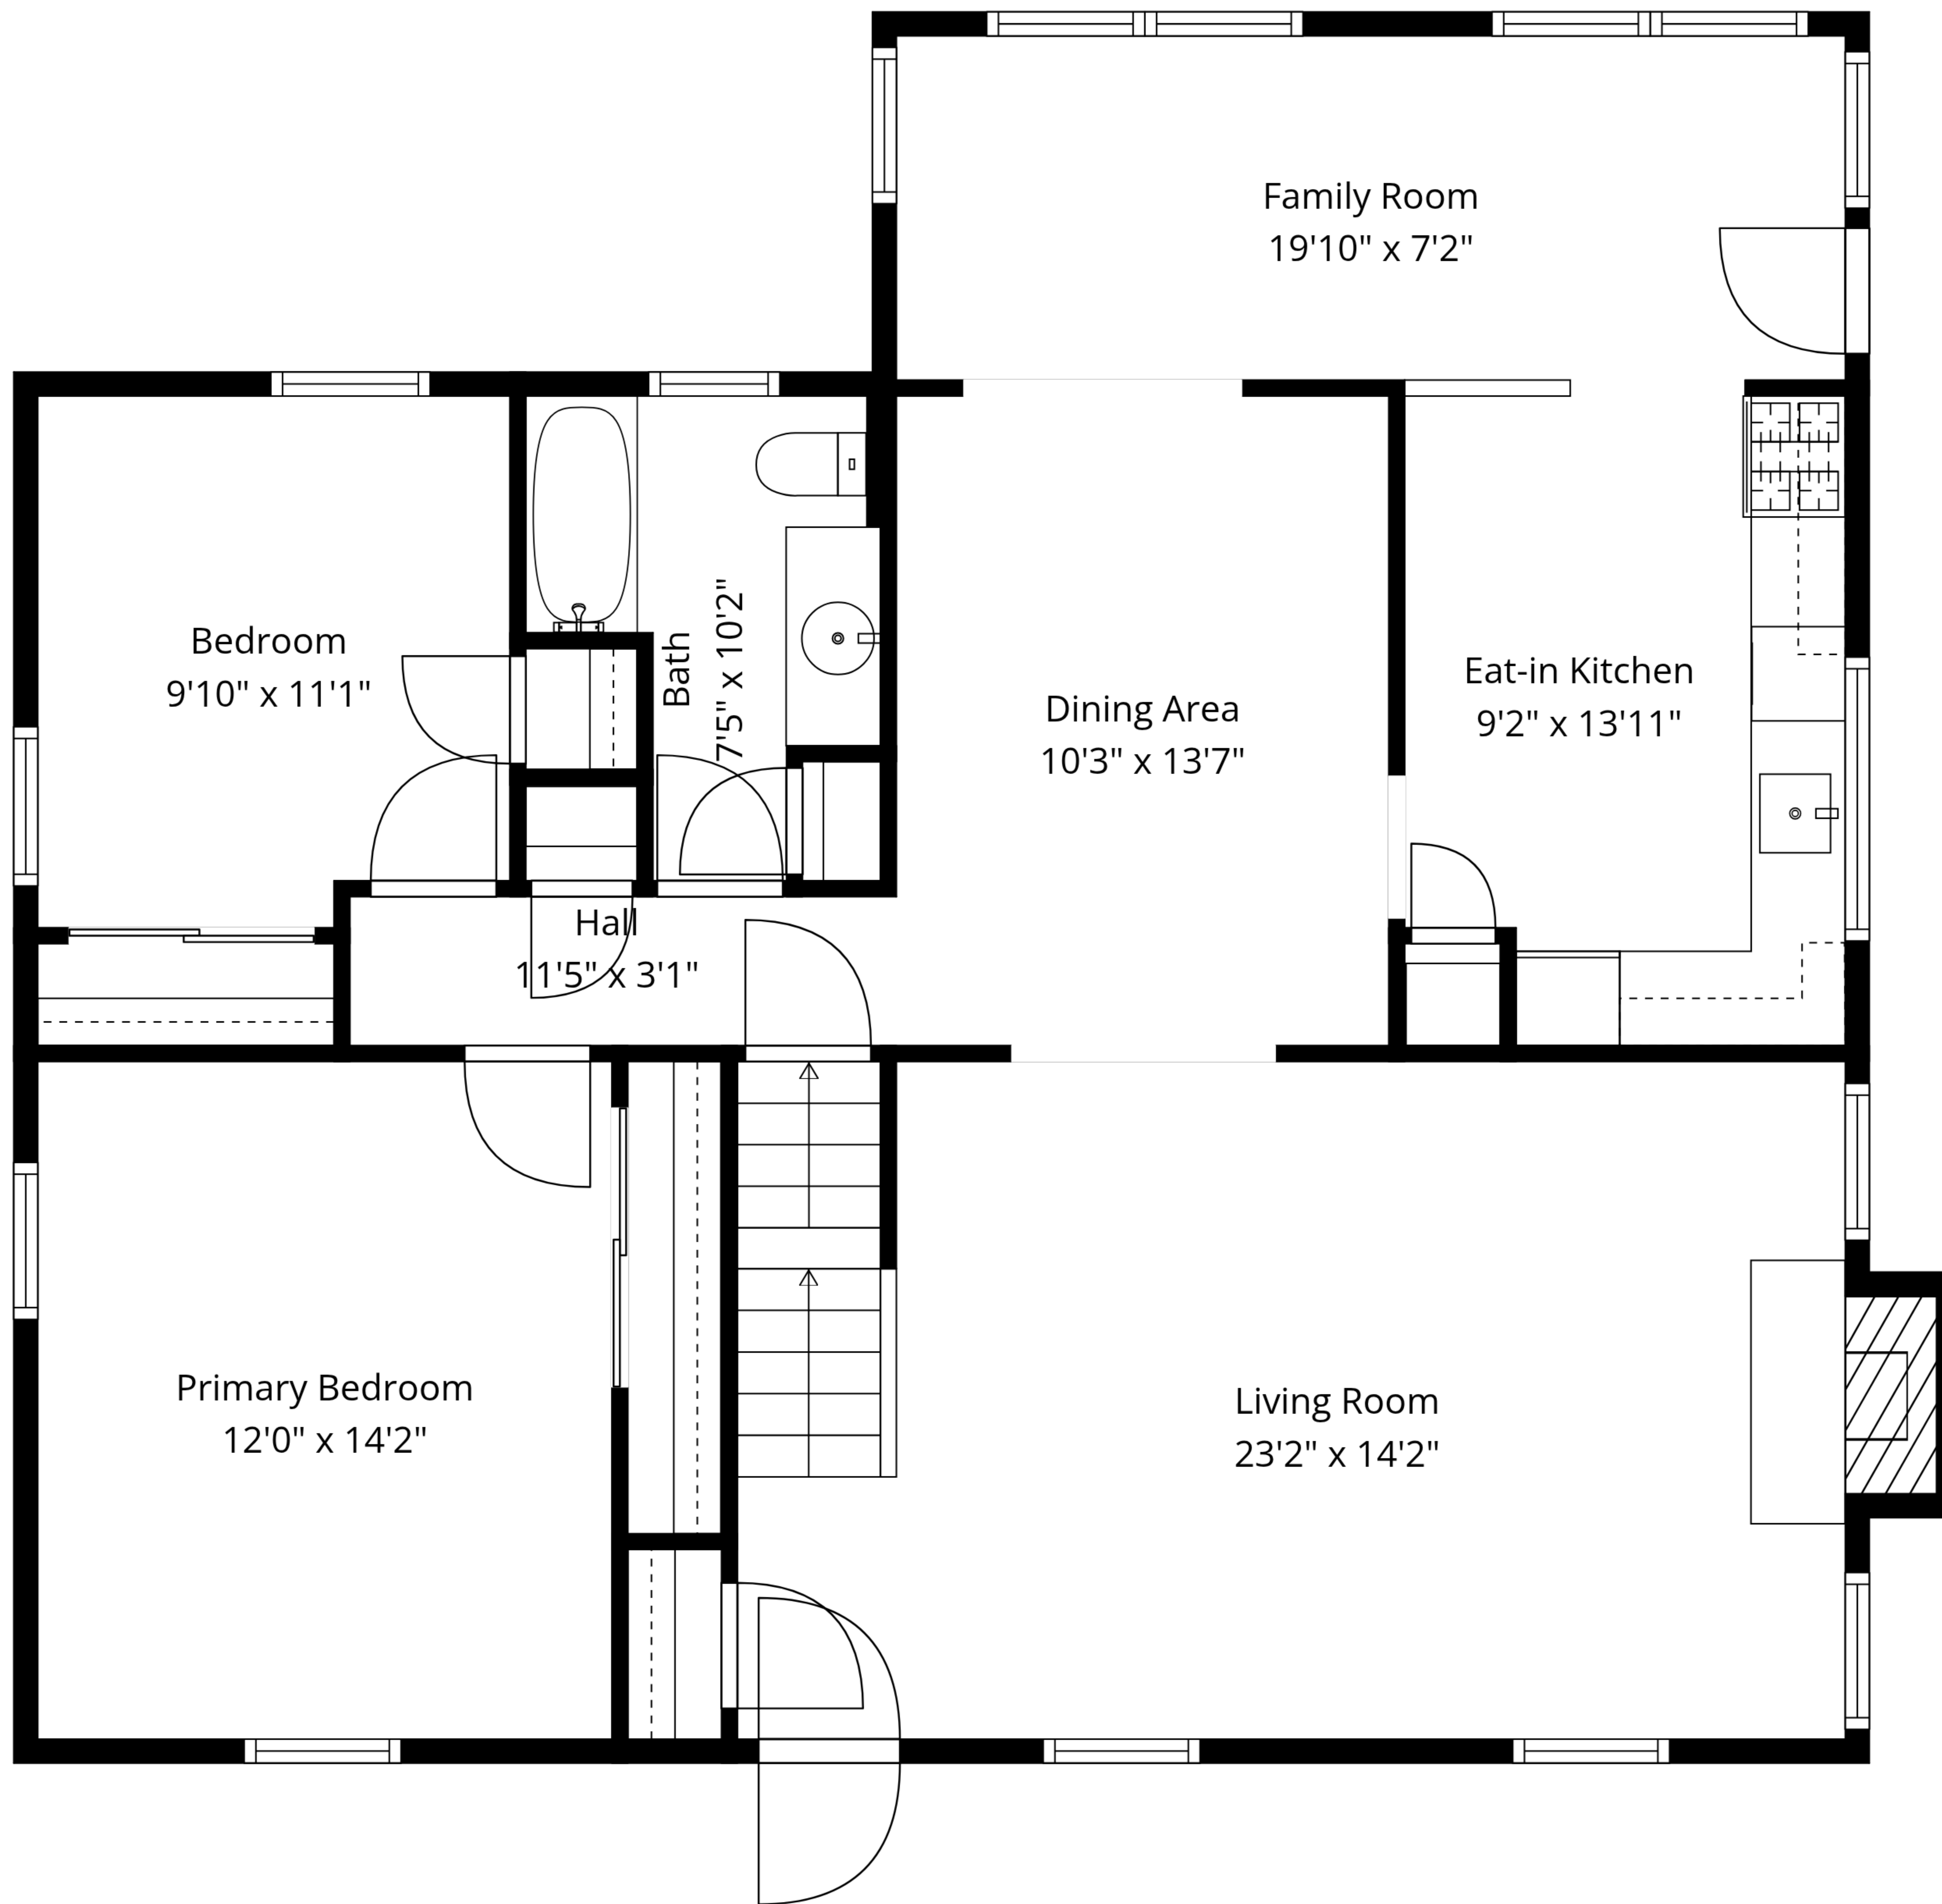 Family Room
19'10" x 7'2"
Bedroom
9'10" x 11'1"
Bath
7'5" x 10'2"
Dining Area
10'3" x 13'7"
Eat-in Kitchen
9'2" x 13'11"
Hall
11'5" x 3'1"
Primary Bedroom
12'0" x 14'2"
Living Room
23'2" x 14'2"